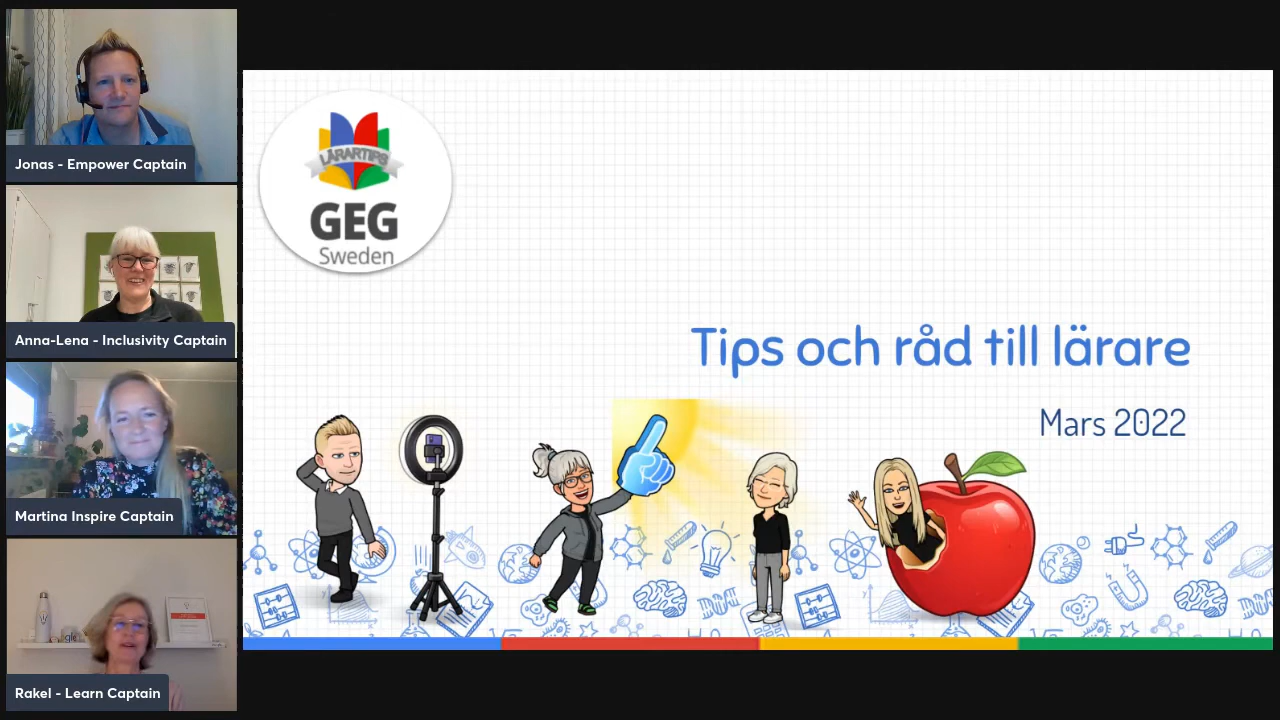 Jonas - Empower Captain
Anna-Lena - Inclusivity Captain
Martina Inspire Captain
Rakel - Learn Captain
LÄRARTIPS
GEG
Sweden
Tips och råd till lärare
Mars 2022